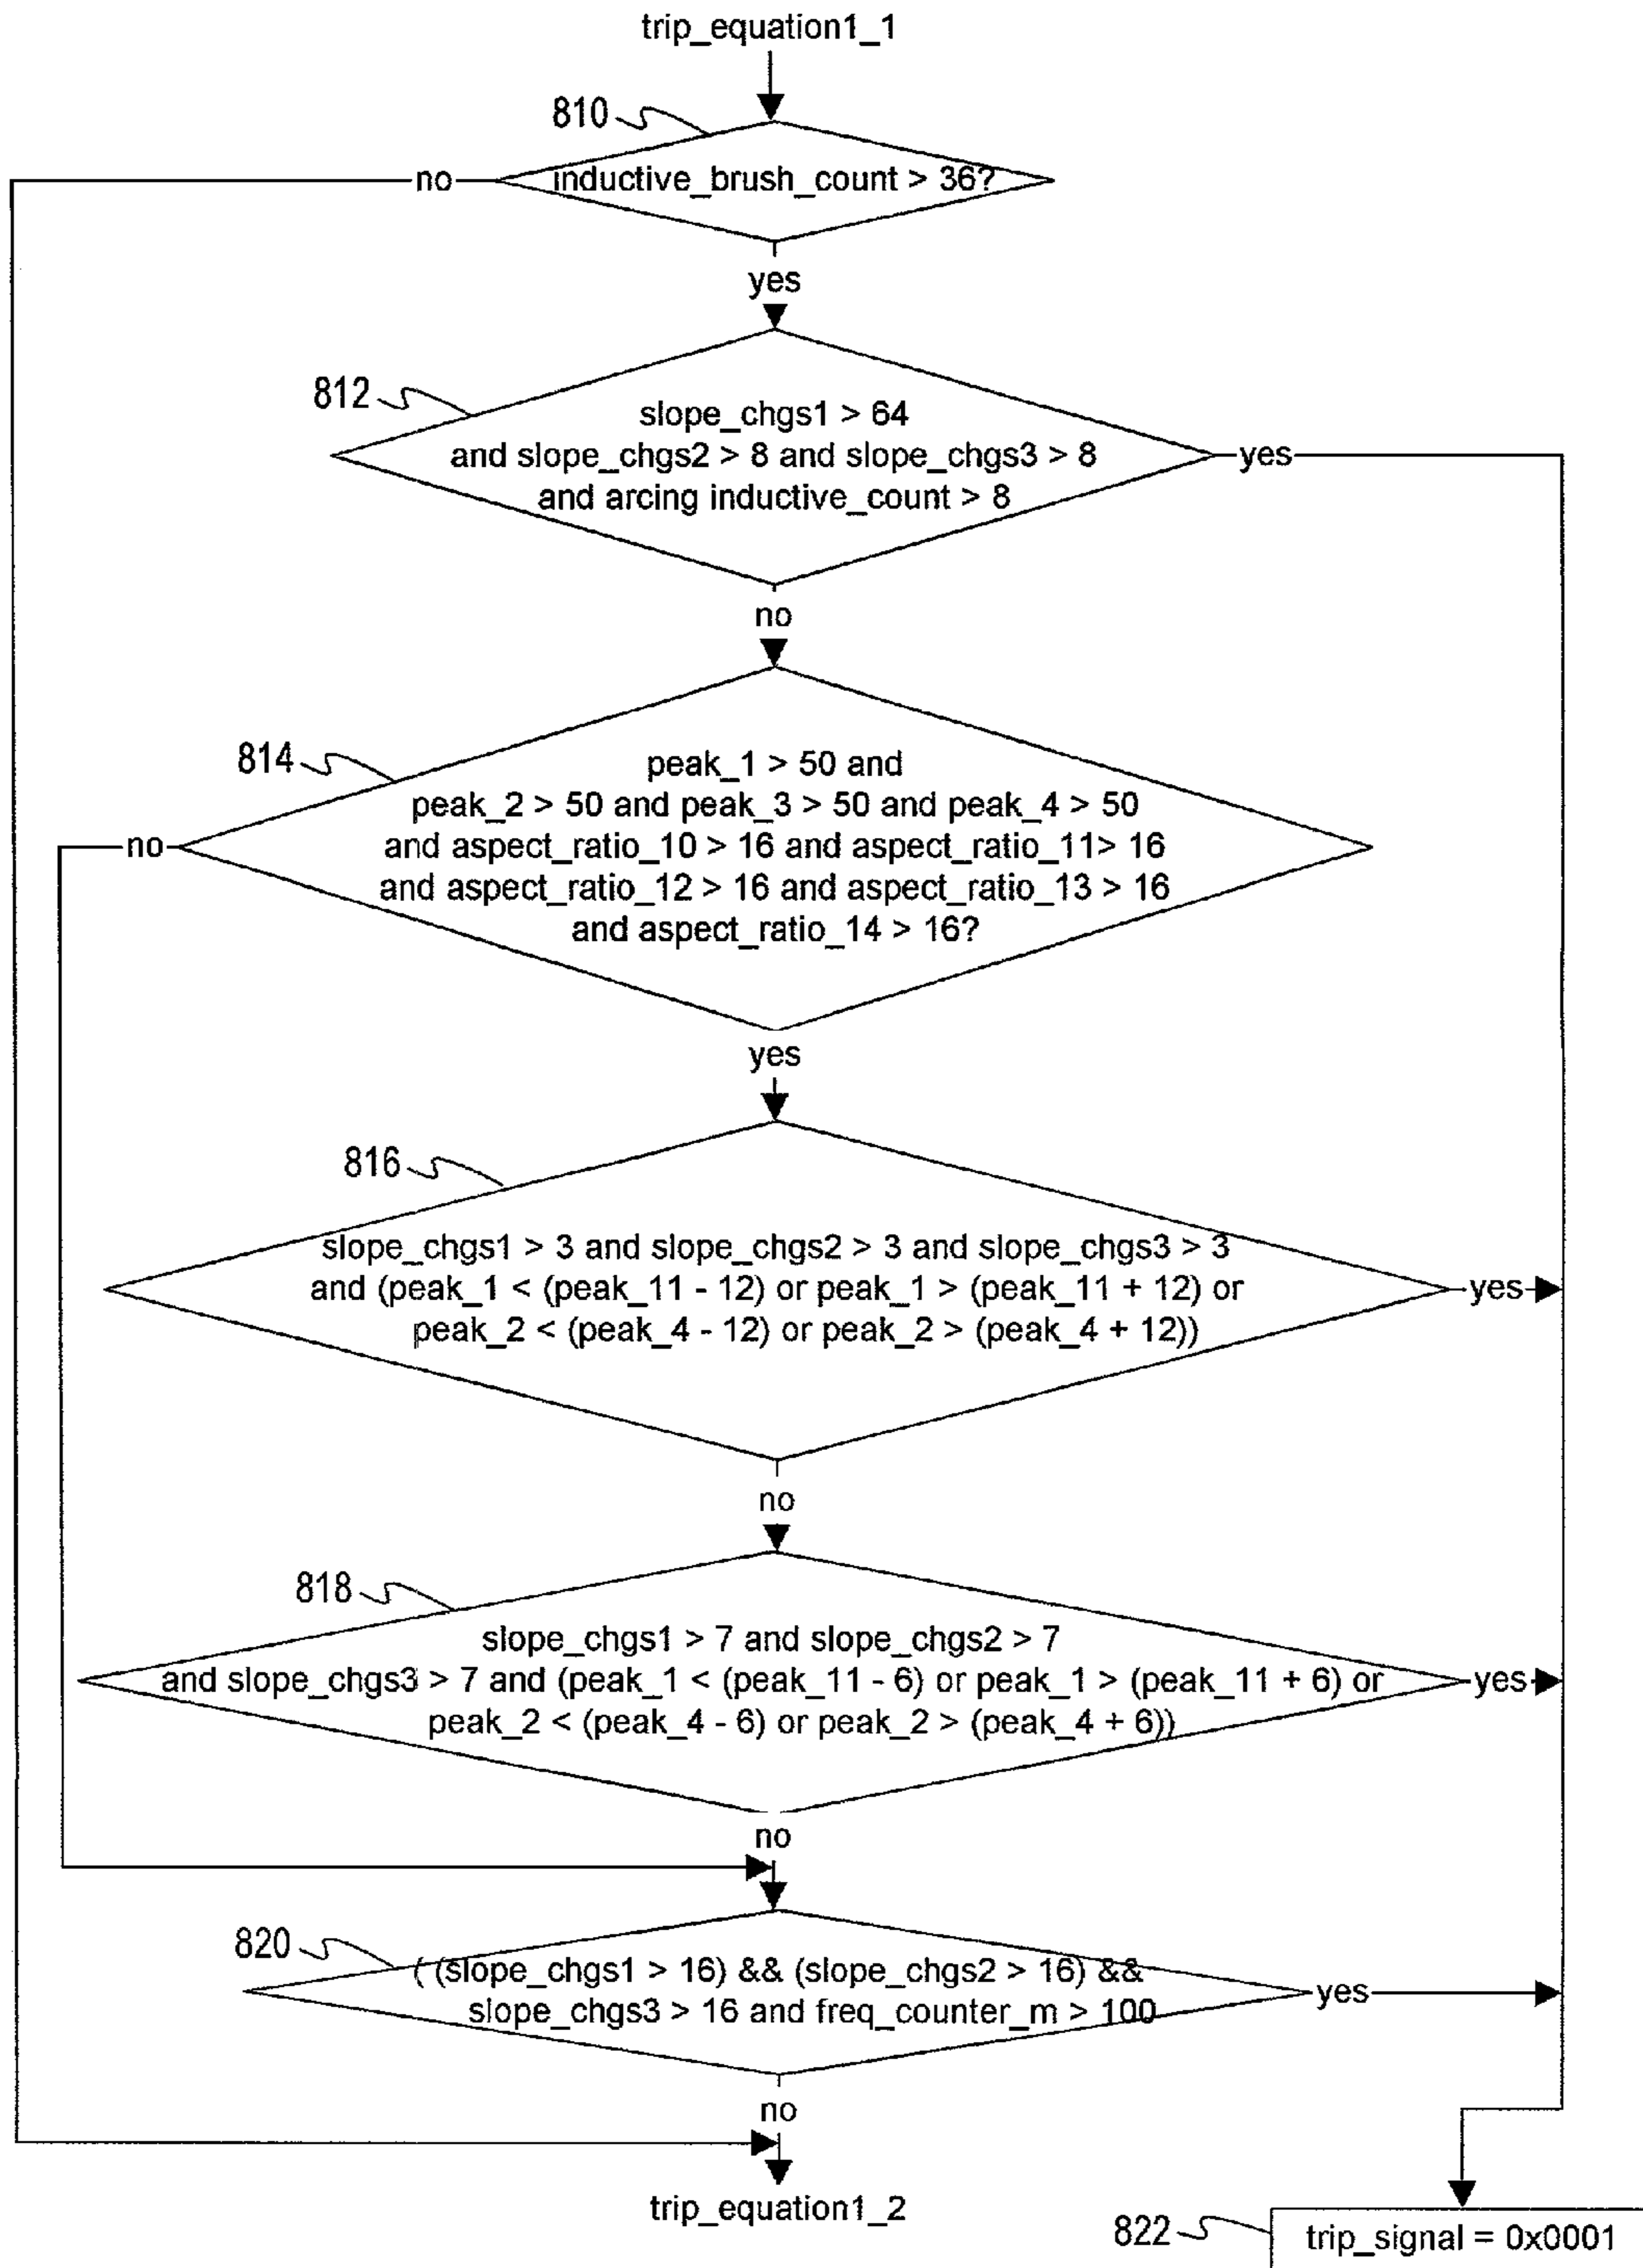 trip_equation1_1
810
no
inductive_brush_count > 36?
yes
812
slope_chgs1 > 64
and slope_chgs2 > 8 and slope_chgs3 > 8
and arcing inductive_count > 8
yes
no
814
peak_1 > 50 and
peak_2 > 50 and peak_3 > 50 and peak_4 > 50
and aspect_ratio_10 > 16 and aspect_ratio_11> 16
and aspect_ratio_12 > 16 and aspect_ratio_13 > 16
and aspect_ratio_14 > 16?
no
yes
816
slope_chgs1 > 3 and slope_chgs2 > 3 and slope_chgs3 > 3
and (peak_1 < (peak_11 - 12) or peak_1 > (peak_11 + 12) or
peak_2 < (peak_4 - 12) or peak_2 > (peak_4 + 12))
yes
no
818
slope_chgs1 > 7 and slope_chgs2 > 7
and slope_chgs3 > 7 and (peak_1 < (peak_11 - 6) or peak_1 > (peak_11 + 6) or
peak_2 < (peak_4 - 6) or peak_2 > (peak_4 + 6))
yes
no
820
( (slope_chgs1 > 16) && (slope_chgs2 > 16) &&
slope_chgs3 > 16 and freq_counter_m > 100
yes
no
trip_equation1_2
822
trip_signal = 0x0001